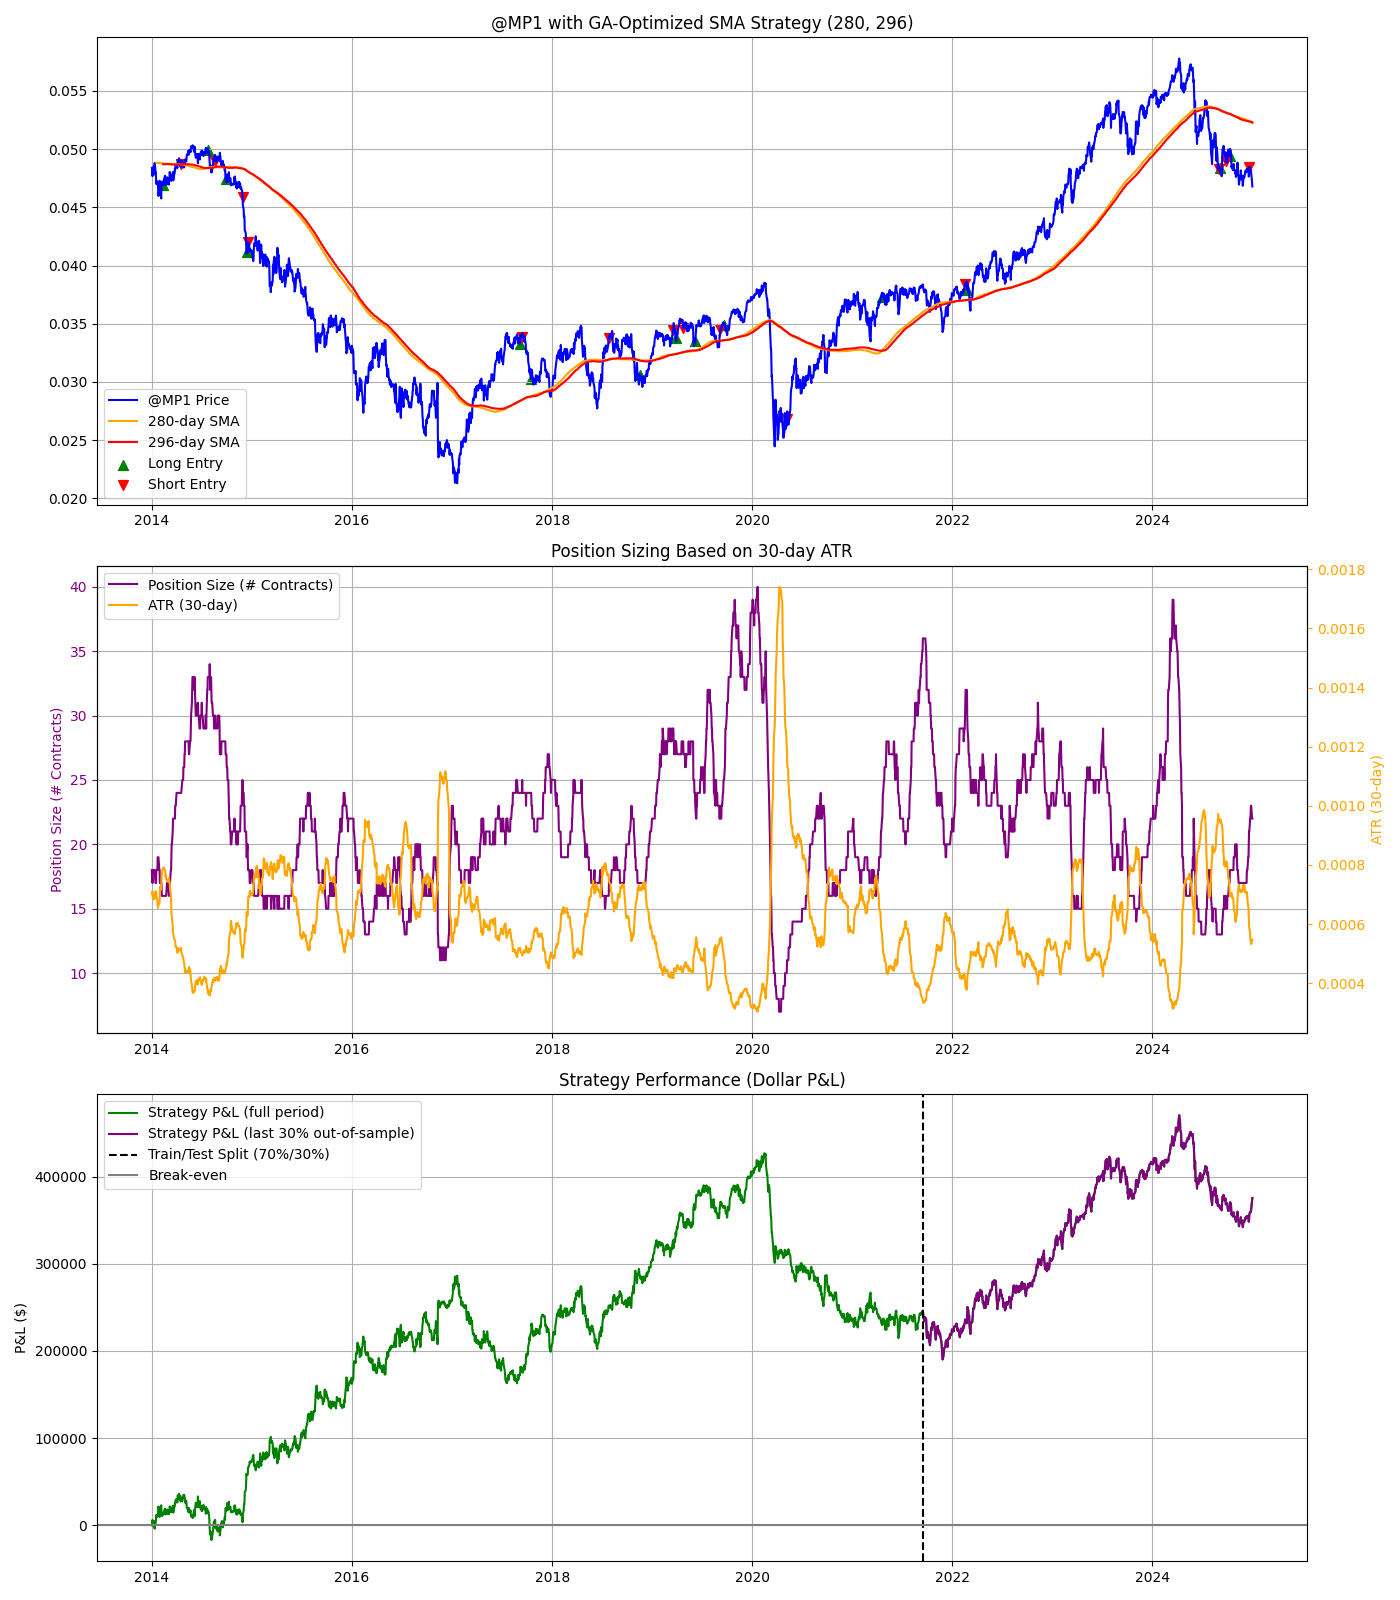 @MP1 with GA-Optimized SMA Strategy (280, 296)
0.055
0.050
0.045
0.040
0.035
0.030
0.025
0.020
@MP1 Price
280-day SMA
296-day SMA
Long Entry
Short Entry
2014 2016 2018 2020 2022 2024
Position Sizing Based on 30-day ATR
Position Size (# Contracts)
40
35
30
25
20
15
10
Position Size (# Contracts)
ATR (30-day)
0.0018
0.0016
0.0014
0.0012
0.0010
0.0008
0.0006
0.0004
ATR (30-day)
2014 2016 2018 2020 2022 2024
Strategy Performance (Dollar P&L)
P&L ($)
400000
300000
200000
100000
0
Strategy P&L (full period)
Strategy P&L (last 30% out-of-sample)
Train/Test Split (70%/30%)
Break-even
2014 2016 2018 2020 2022 2024